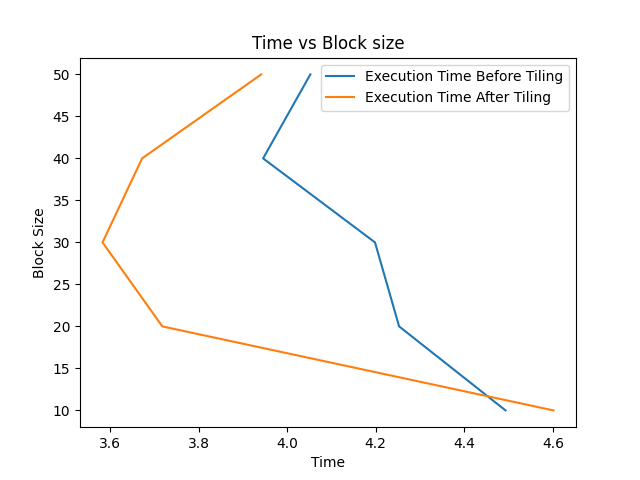 Time vs Block size
Execution Time Before Tiling
Execution Time After Tiling
50
45
40
35
30
25
20
15
10
Block Size
3.6 3.8 4.0 4.2 4.4 4.6
Time